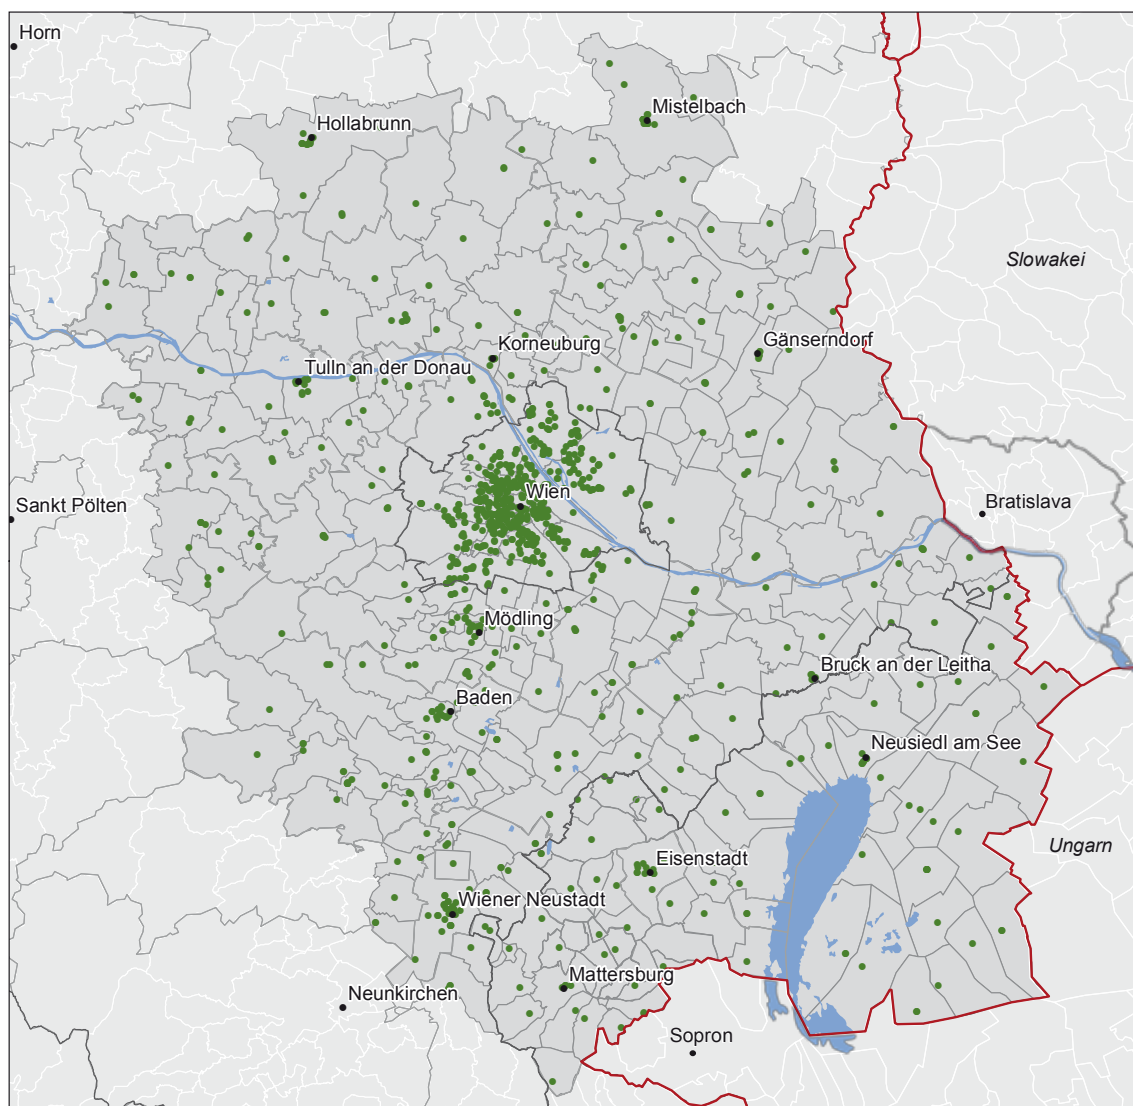 Horn
Mistelbach
Hollabrunn
Slowakei
Korneuburg
Gänserndorf
Tulln an der Donau
Wien
Bratislava
Sankt Pölten
Mödling
Bruck an der Leitha
Baden
Neusiedl am See
Ungarn
Eisenstadt
Wiener Neustadt
Mattersburg
Neunkirchen
Sopron